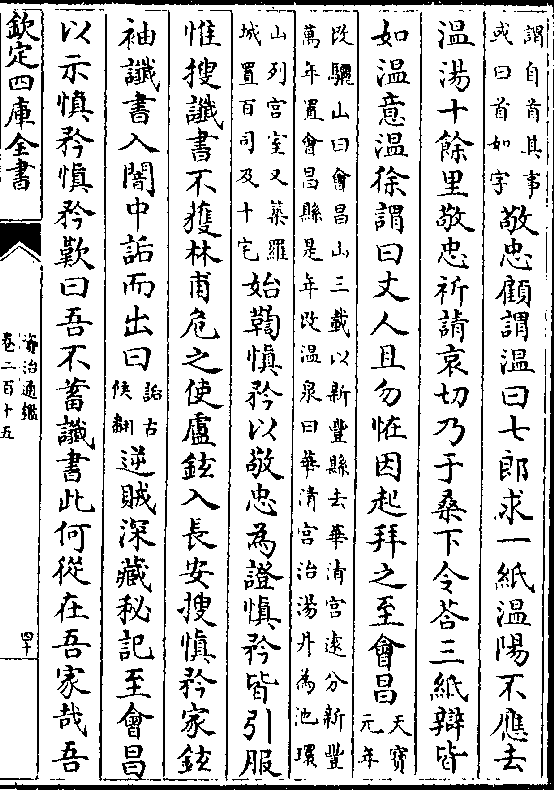 謂自首其事
或曰首如字
敬忠顧謂溫曰七郎求一紙溫陽不應去
溫湯十餘里敬忠祈請哀切乃于桑下令荅三紙辯皆
如溫意溫徐謂曰丈人且勿怪因起拜之至會昌
天寶
元年
改驪山曰會昌山三載以新豐縣去華清宮遠分新豐
萬年置會昌縣是年改溫泉曰華清宮治湯井為池環
山列宮室又築羅
城置百司及十宅
始鞫慎矜以敬忠為證慎矜皆引服
惟搜讖書不獲林甫危之使盧鉉入長安搜慎矜家鉉
袖讖書入闇中詬而出曰
詬古
候翻
逆賊深藏秘記至會昌
以示慎矜慎矜歎曰吾不蓄讖書此何從在吾家哉吾
欽定四庫全書
資治通鑑
卷二百十五
四十